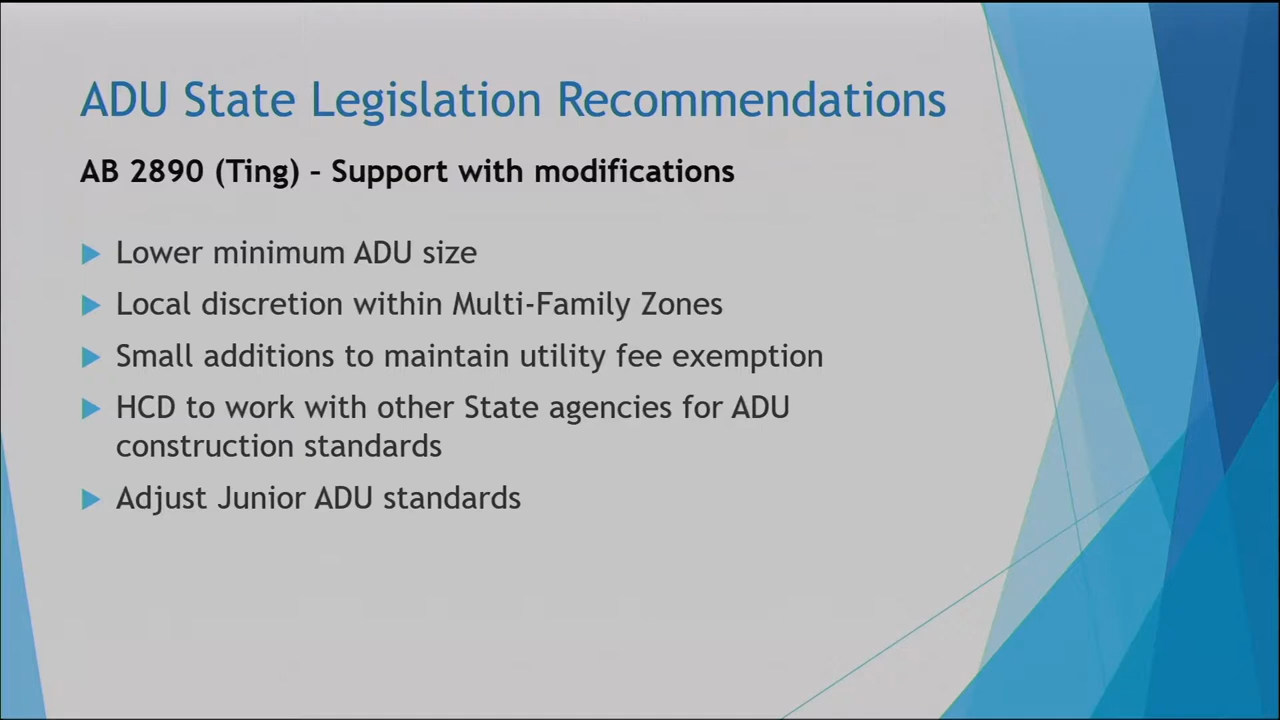 ADU State Legislation Recommendations
AB 2890 (Ting) – Support with modifications
Lower minimum ADU size
Local discretion within Multi-Family Zones
Small additions to maintain utility fee exemption
HCD to work with other State agencies for ADU
construction standards
Adjust Junior ADU standards